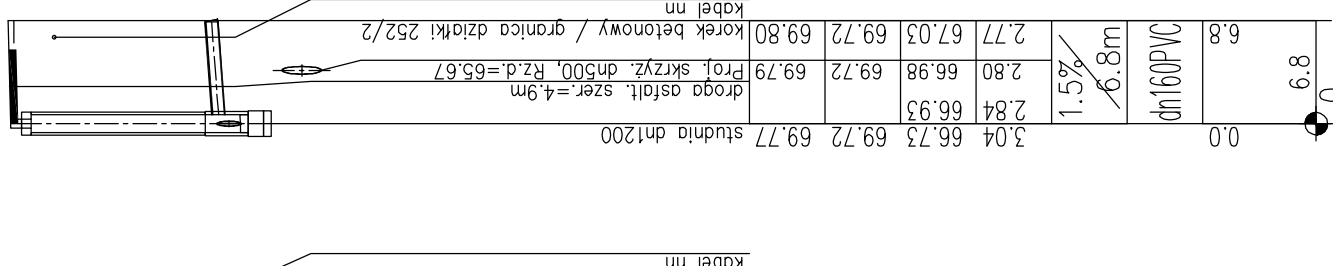 kabel nn
korek betonowy / granica działki 252/2 69.80 69.72 67.03 2.77 6.8
Proj. skrzyż. dn500, Rz.d.=65.67 69.79 69.72 66.98 2.80
droga asfalt. szer.=4.9m 66.93 2.84
studnia dn1200 69.77 69.72 66.73 3.04 0.0
1.5%
6.8m
dn160PVC
6.8
kabel nn